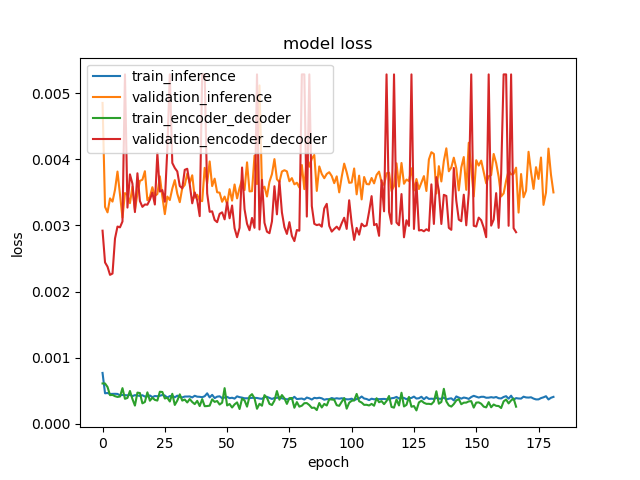 model loss
train_inference
validation_inference
train_encoder_decoder
validation_encoder_decoder
loss
0.005
0.004
0.003
0.002
0.001
0.000
0 25 50 75 100 125 150 175
epoch